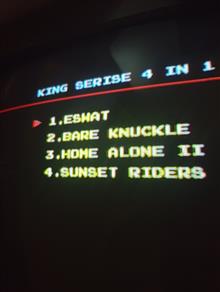 KING SERISE 4 IN 1
1.ESWAT
2.BARE KNUCKLE
3.HOME ALONE II
4.SUNSET RIDERS